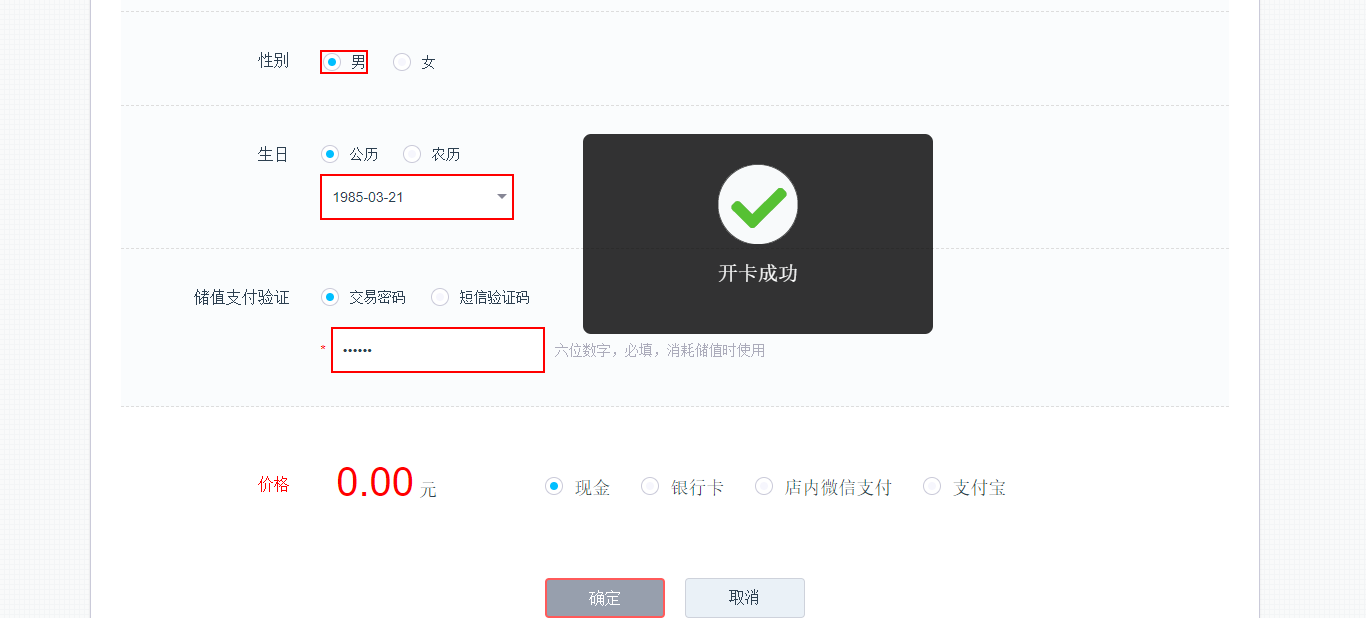 性别 男 女
生日 公历 农历
1985-03-21
开卡成功
储值支付验证 交易密码 短信验证码
* •••••• 六位数字，必填，消耗储值时使用
价格 0.00 元 现金 银行卡 店内微信支付 支付宝
确定 取消